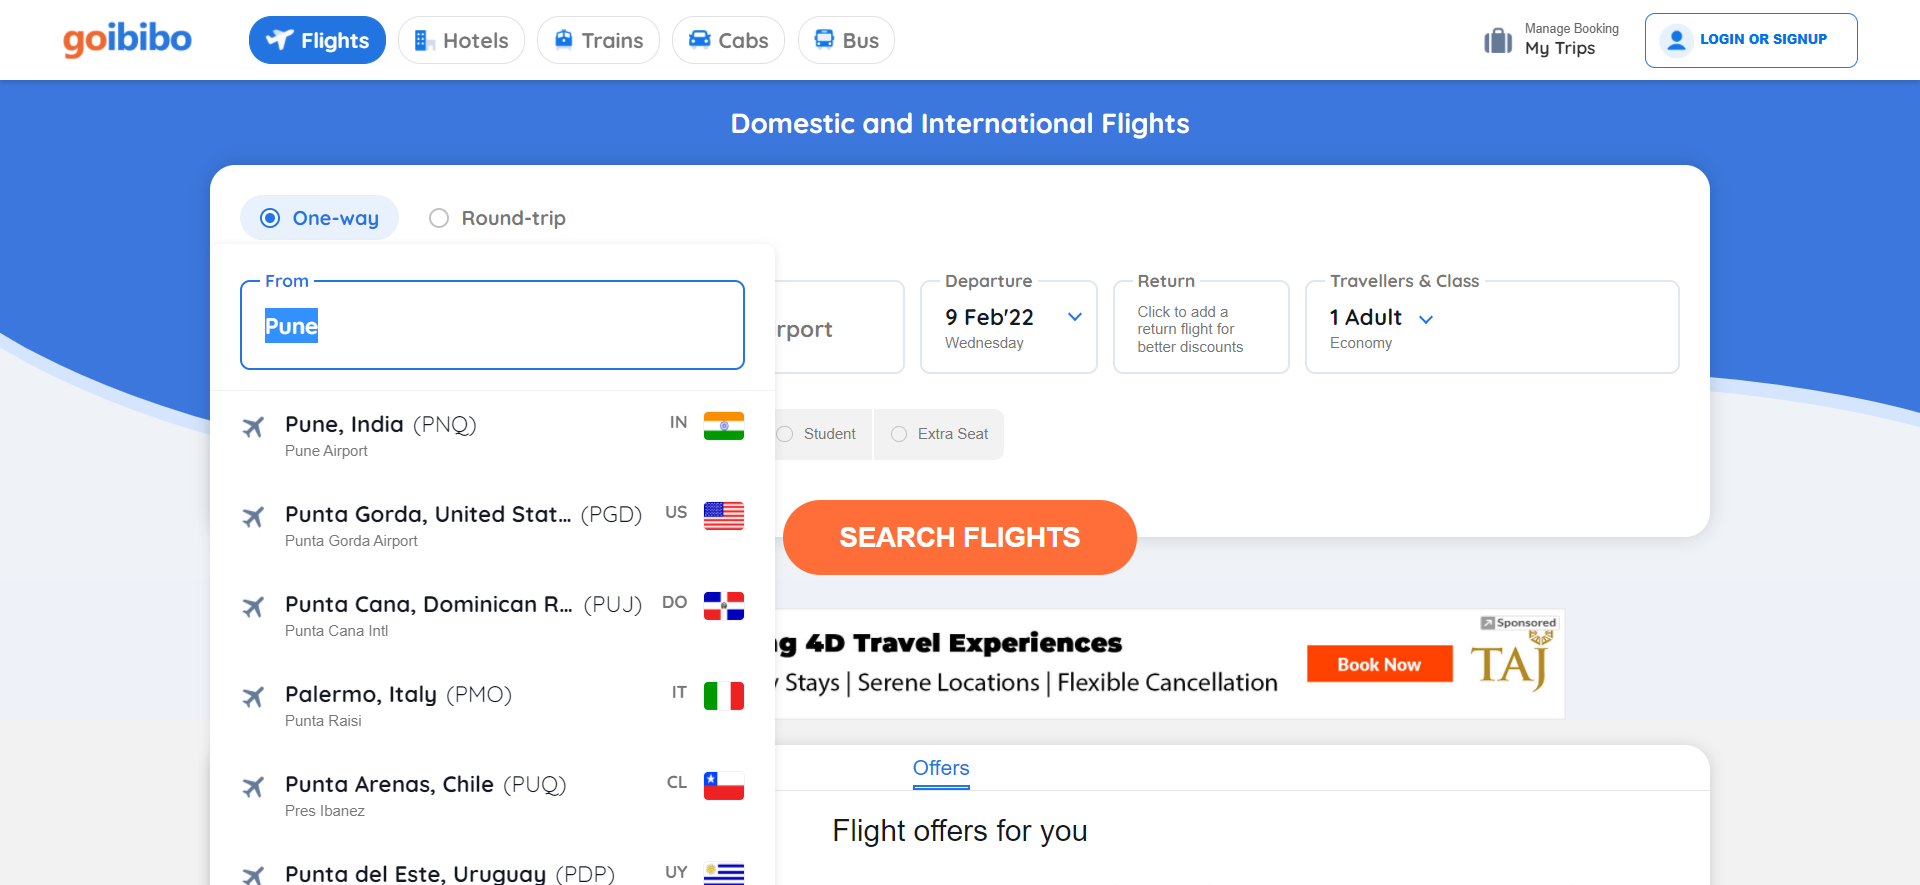 goibibo
Flights
Hotels
Trains
Cabs
Bus
Manage Booking
My Trips
LOGIN OR SIGNUP
Domestic and International Flights
One-way
Round-trip
From
Pune
rport
Departure
9 Feb'22
Wednesday
Return
Click to add a
return flight for
better discounts
Travellers & Class
1 Adult
Economy
Pune, India (PNQ)
IN
Pune Airport
Student
Extra Seat
Punta Gorda, United Stat... (PGD)
US
Punta Gorda Airport
SEARCH FLIGHTS
Punta Cana, Dominican R... (PUJ)
DO
Punta Cana Intl
g 4D Travel Experiences
y Stays | Serene Locations | Flexible Cancellation
Book Now
Sponsored
TAJ
Palermo, Italy (PMO)
IT
Punta Raisi
Punta Arenas, Chile (PUQ)
CL
Pres Ibanez
Offers
Flight offers for you
Punta del Este, Uruguay (PDP)
UY